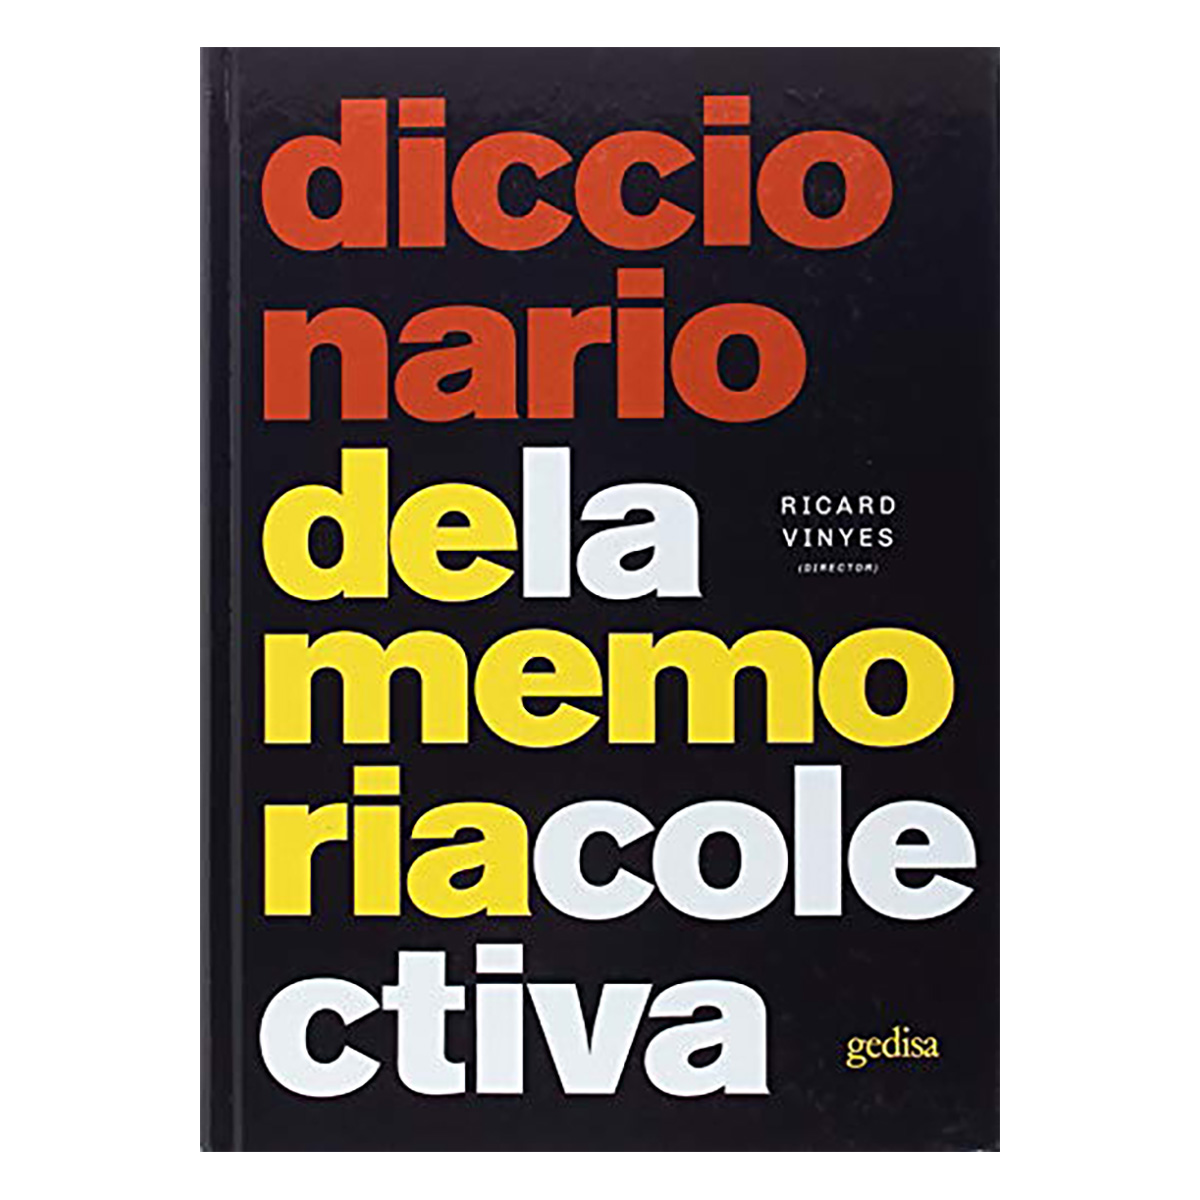 diccio
nario
dela
RICARD
VINYES
(DIRECTOR)
memo
riacole
ctiva
gedisa